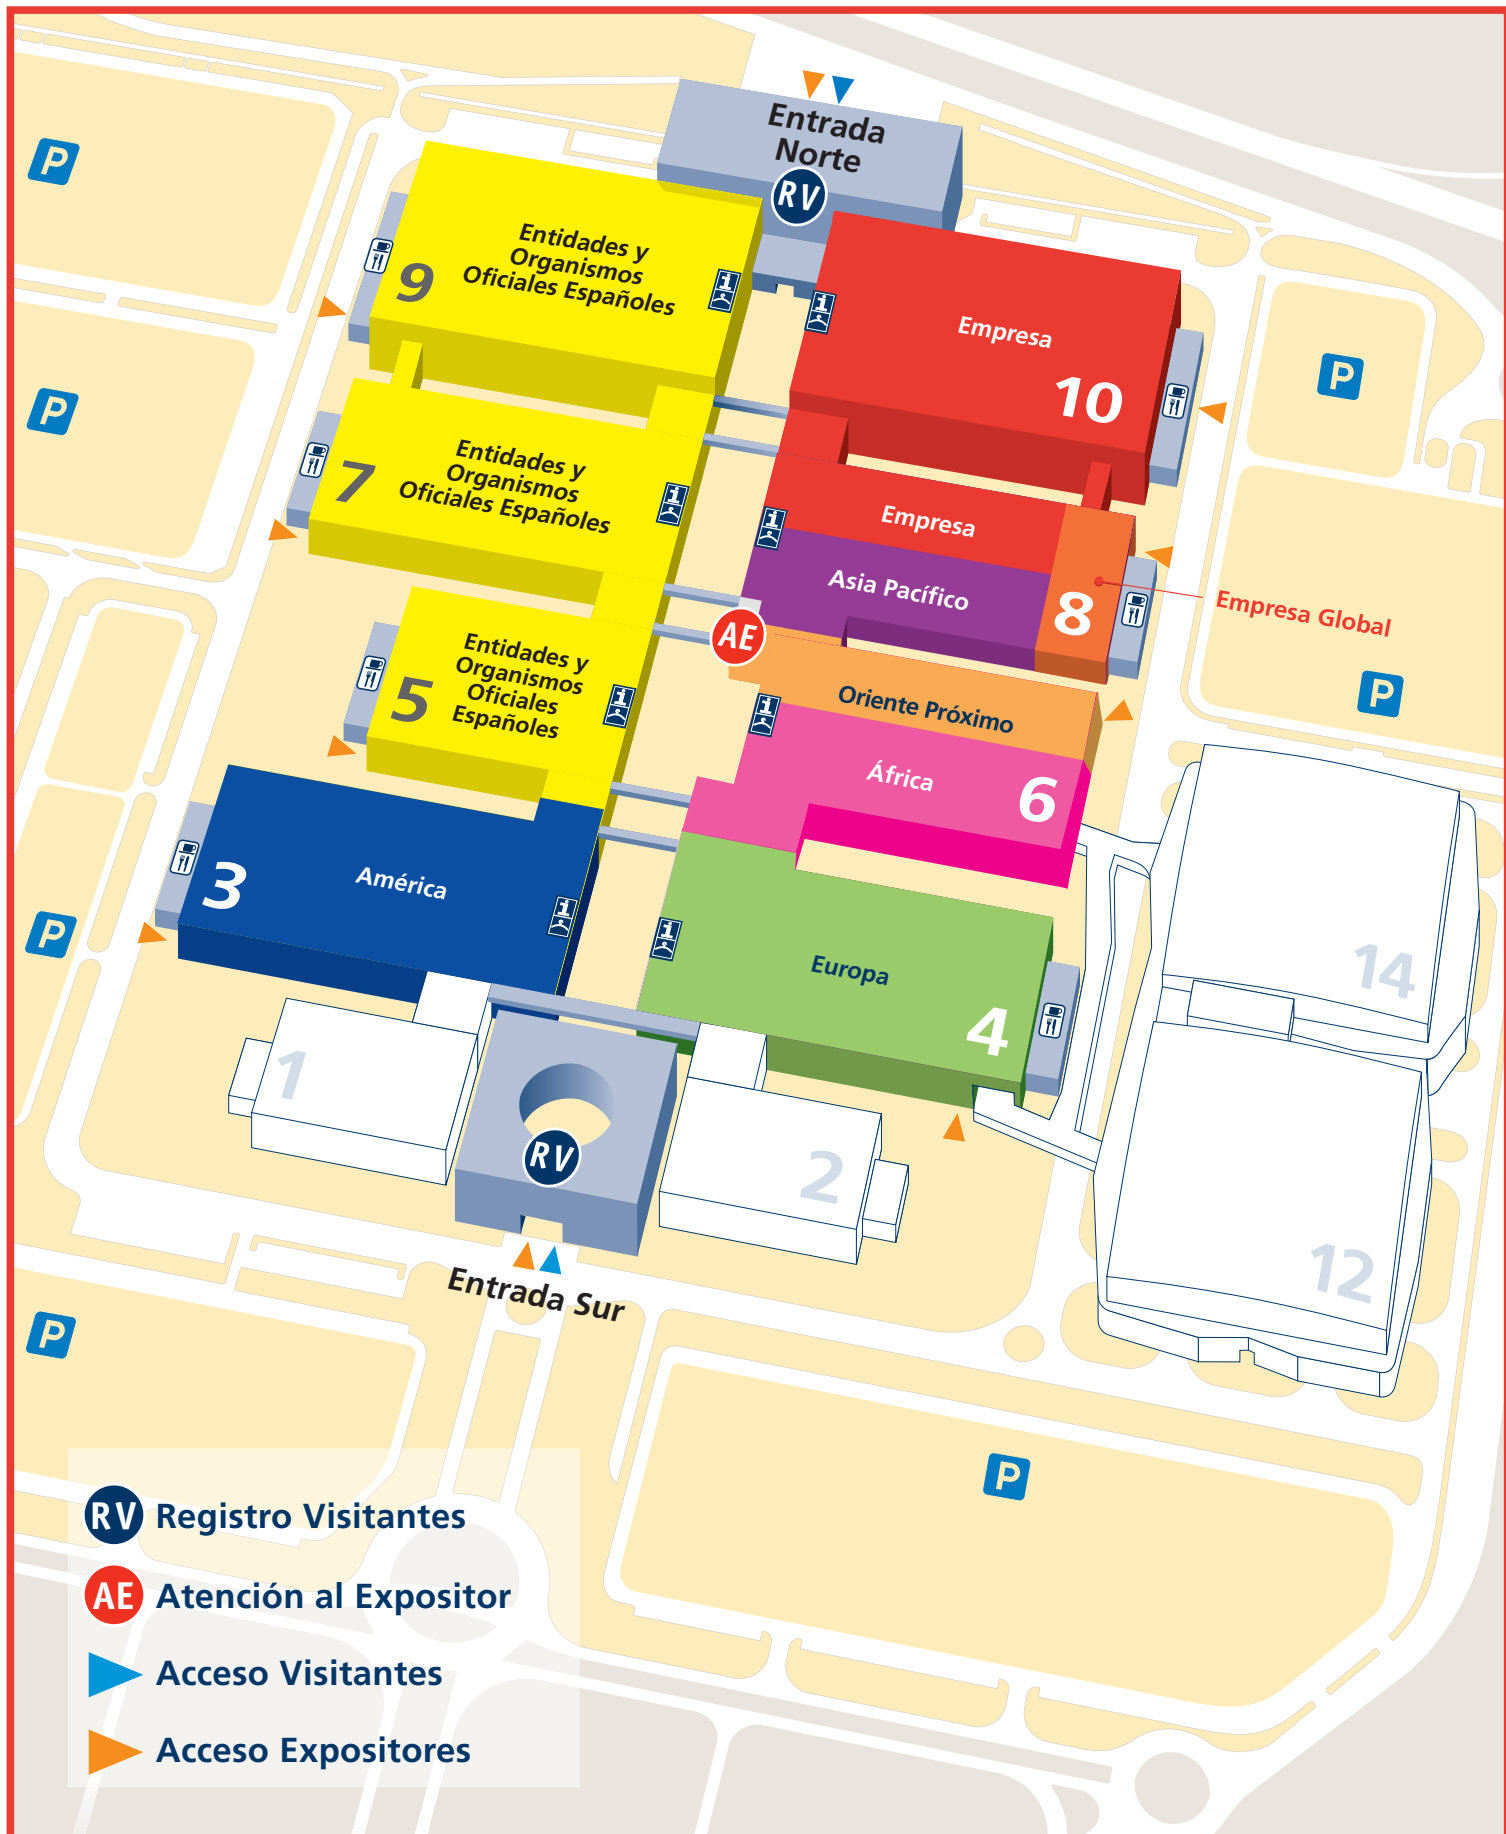 P
Entrada
Norte
RV
Entidades y
Organismos
Oficiales Españoles
9
i
i
Empresa
10
P
P
Entidades y
Organismos
Oficiales Españoles
7
i
i
Empresa
Asia Pacífico
8
Empresa Global
AE
Entidades y
Organismos
Oficiales
Españoles
5
i
i
Oriente Próximo
África
6
P
América
3
i
i
Europa
4
P
14
1
RV
2
12
Entrada Sur
P
P
RV Registro Visitantes
AE Atención al Expositor
Acceso Visitantes
Acceso Expositores